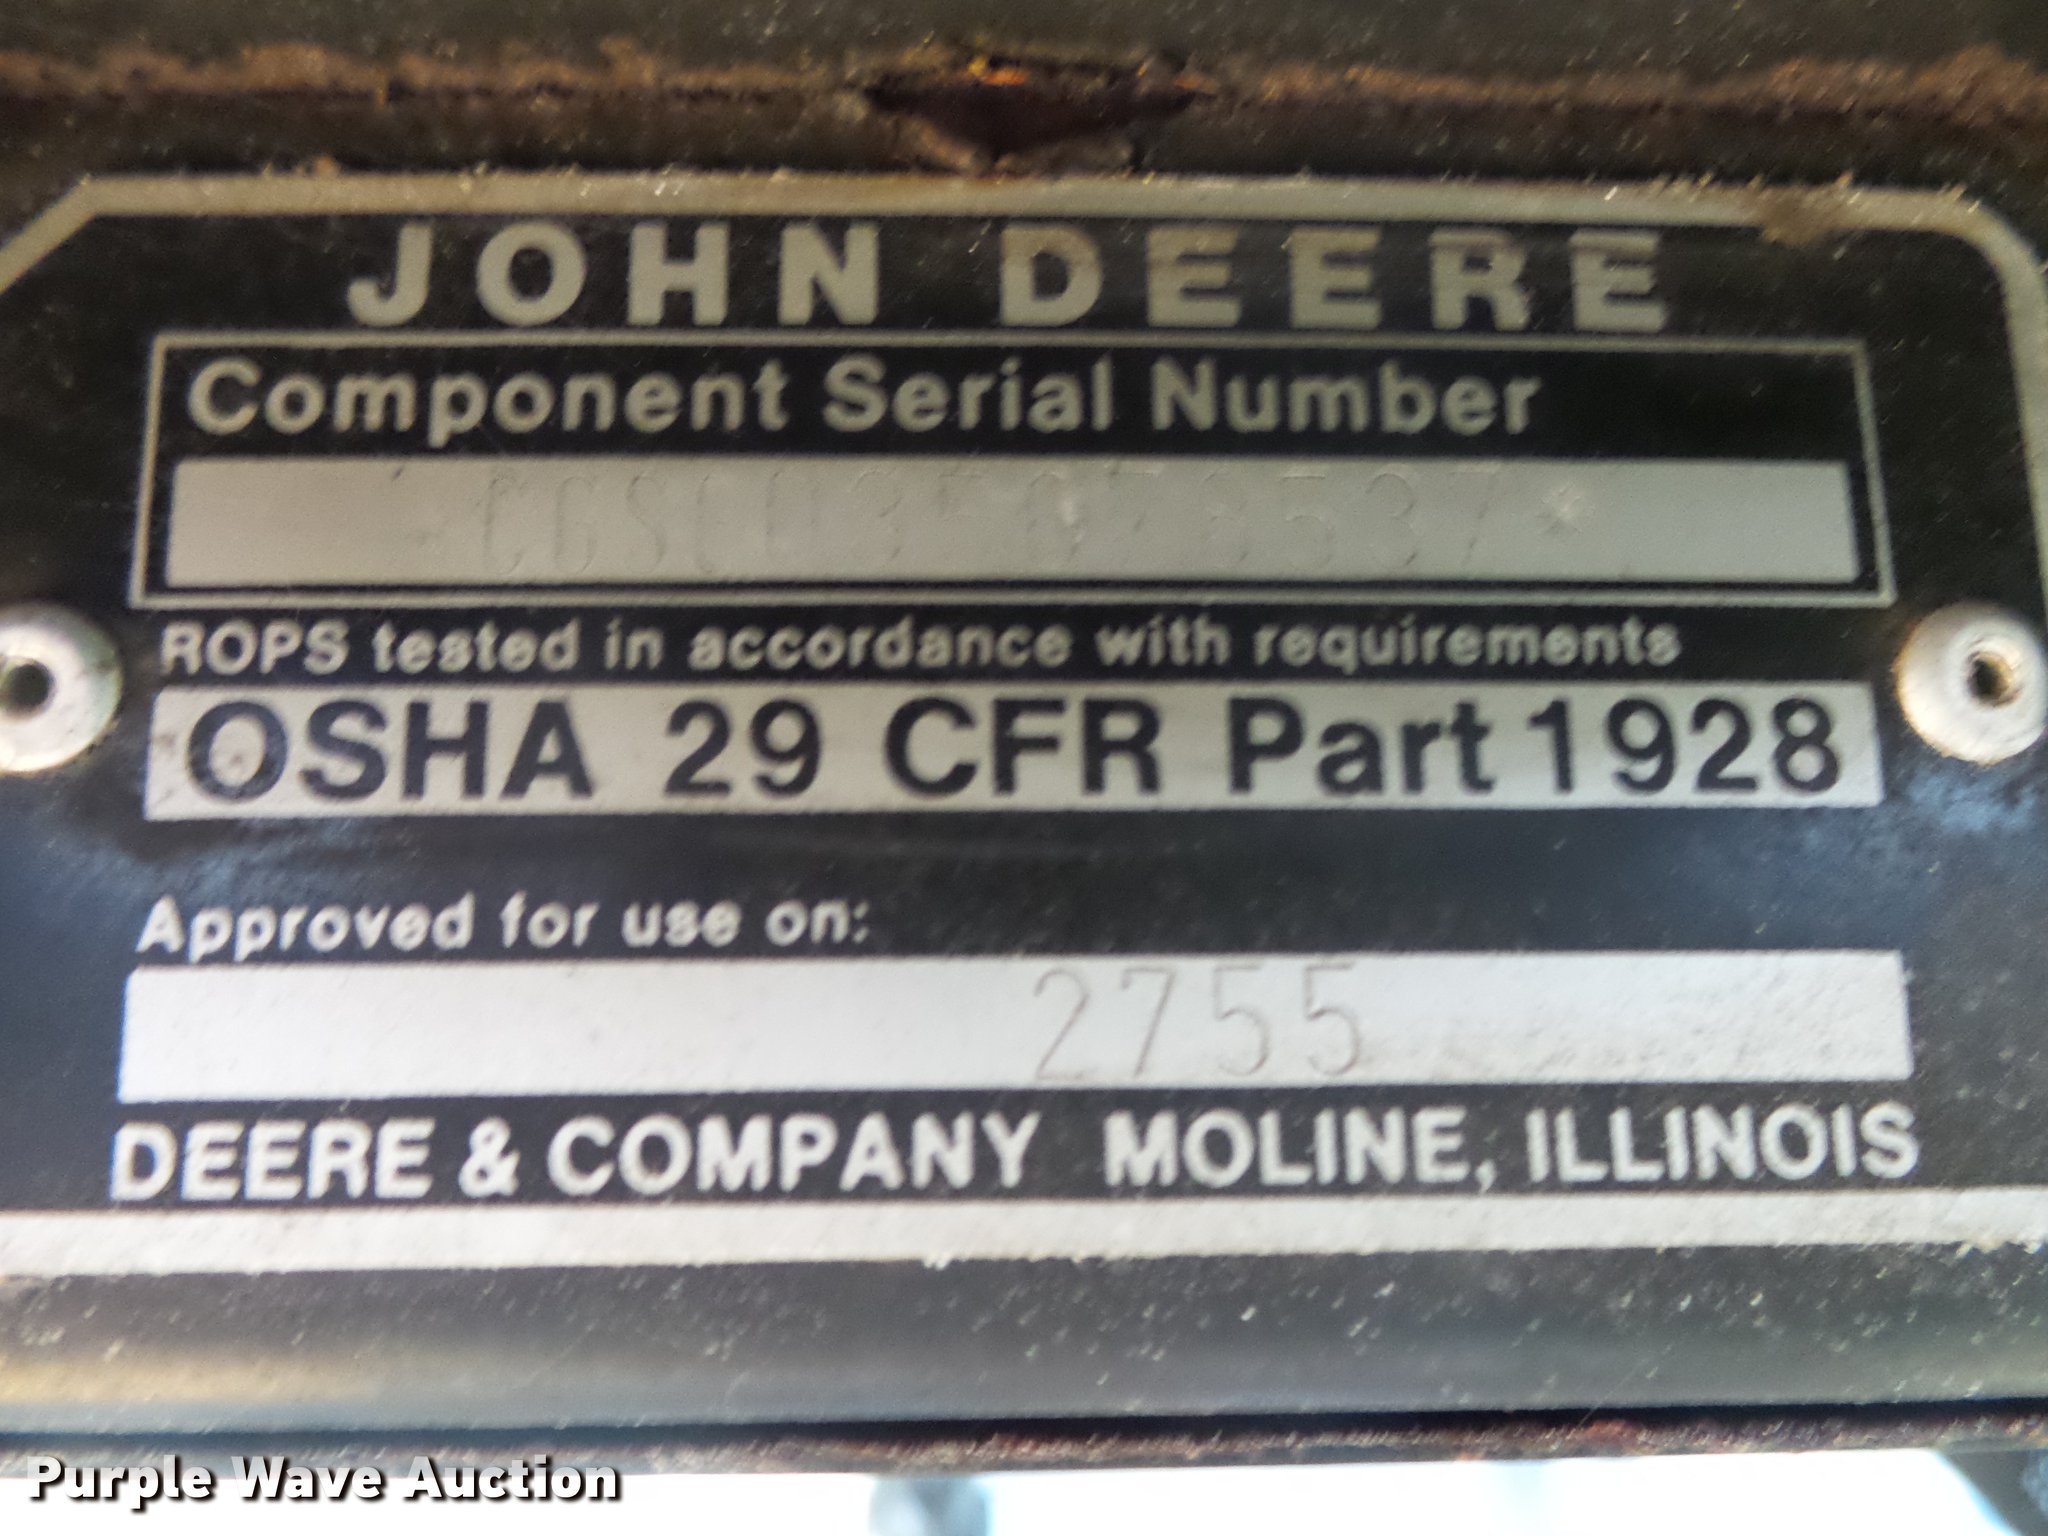 JOHN DEERE
Component Serial Number
ROPS tested in accordance with requirements
OSHA 29 CFR Part 1928
Approved for use on:
2755
DEERE & COMPANY MOLINE, ILLINOIS
Purple Wave Auction